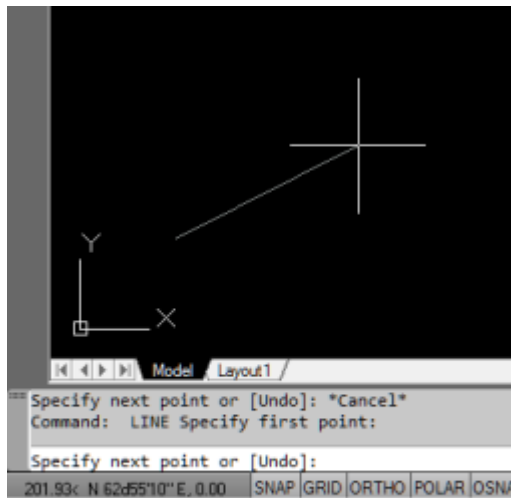 Y
X
Model Layout1
Specify next point or [Undo]: *Cancel*
Command:  LINE Specify first point:
Specify next point or [Undo]:
201.93< N 62d55'10" E, 0.00 SNAP GRID ORTHO POLAR OSNA